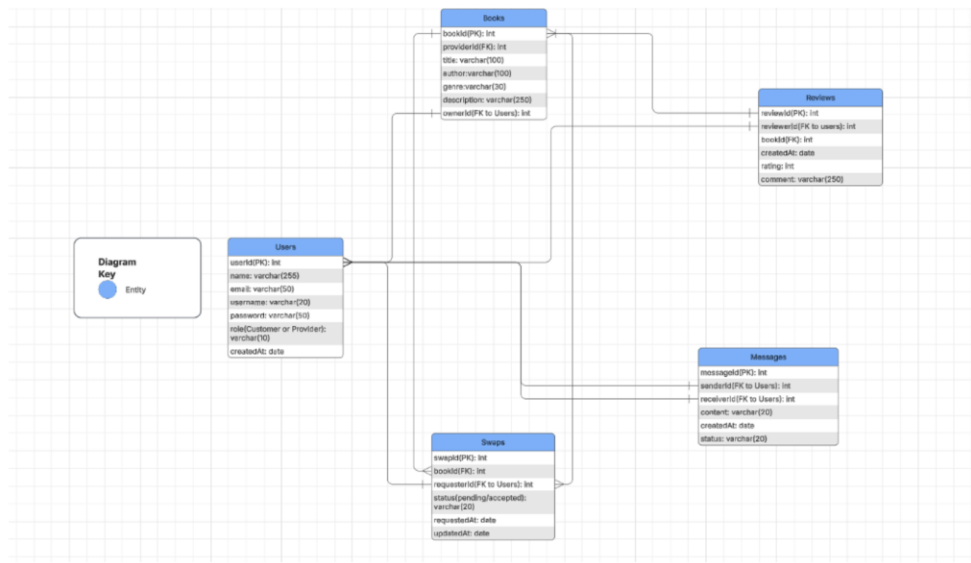 Books
bookId(PK): int
providerId(FK): int
title: varchar(100)
author:varchar(100)
genre:varchar(30)
description: varchar(250)
ownerId(FK to Users): int
Reviews
reviewId(PK): int
reviewerId(FK to users): int
bookId(FK): int
createdAt: date
rating: int
comment: varchar(250)
Diagram
Key
Entity
Users
userId(PK): int
name: varchar(255)
email: varchar(50)
username: varchar(20)
password: varchar(50)
role(Customer or Provider):
varchar(10)
createdAt: date
Messages
messageId(PK): int
senderId(FK to Users): int
receiverId(FK to Users): int
content: varchar(20)
createdAt: date
status: varchar(20)
Swaps
swapId(PK): int
bookId(FK): int
requesterId(FK to Users): int
status(pending/accepted):
varchar(20)
requestedAt: date
updatedAt: date